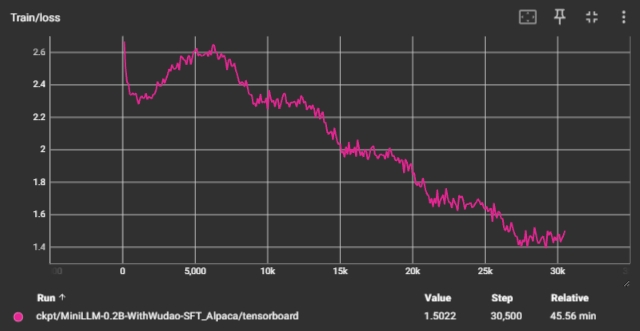 Train/loss
2.6
2.4
2.2
2
1.8
1.6
1.4
0 5,000 10k 15k 20k 25k 30k
Run ↑ Value Step Relative
ckpt/MiniLLM-0.2B-WithWudao-SFT_Alpaca/tensorboard 1.5022 30,500 45.56 min